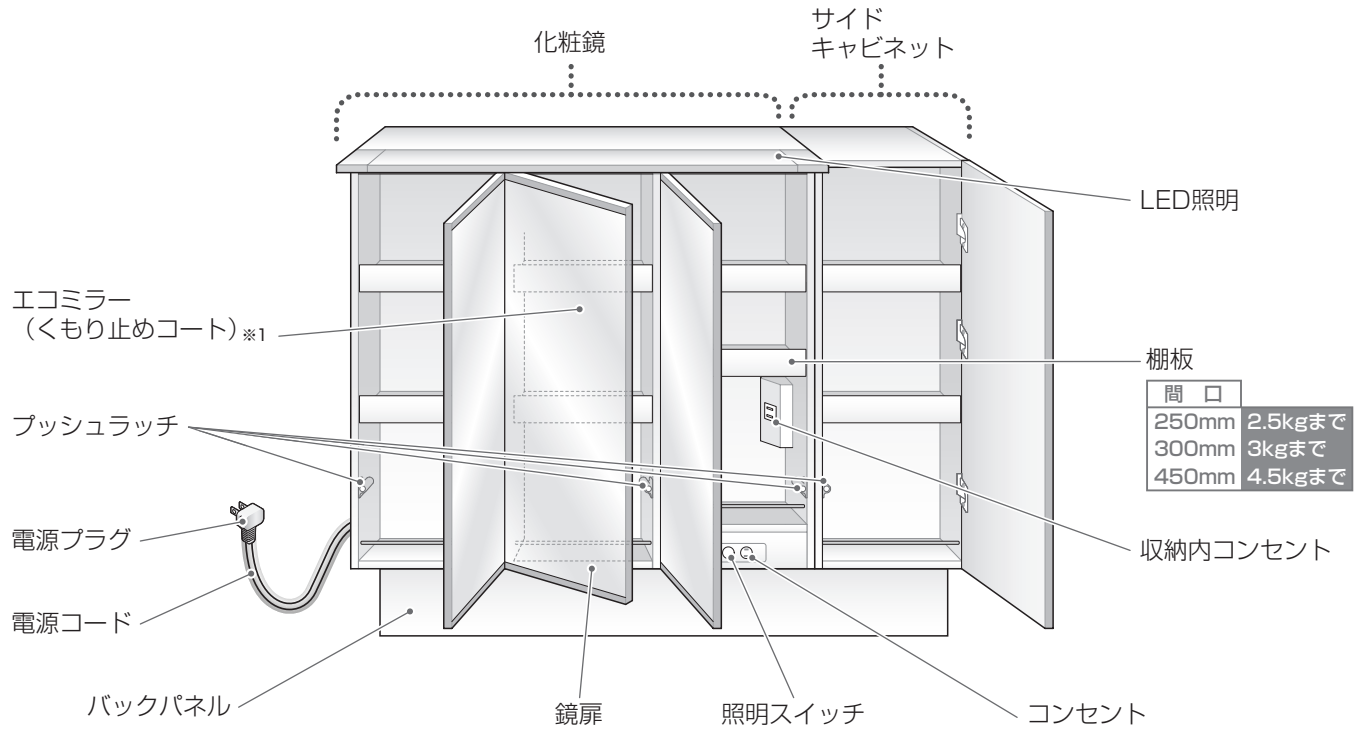 サイド
キャビネット
化粧鏡
LED照明
エコミラー
（くもり止めコート）※1
棚板
間 口
250mm 2.5kgまで
300mm 3kgまで
450mm 4.5kgまで
プッシュラッチ
電源プラグ
収納内コンセント
電源コード
バックパネル
鏡扉
照明スイッチ
コンセント